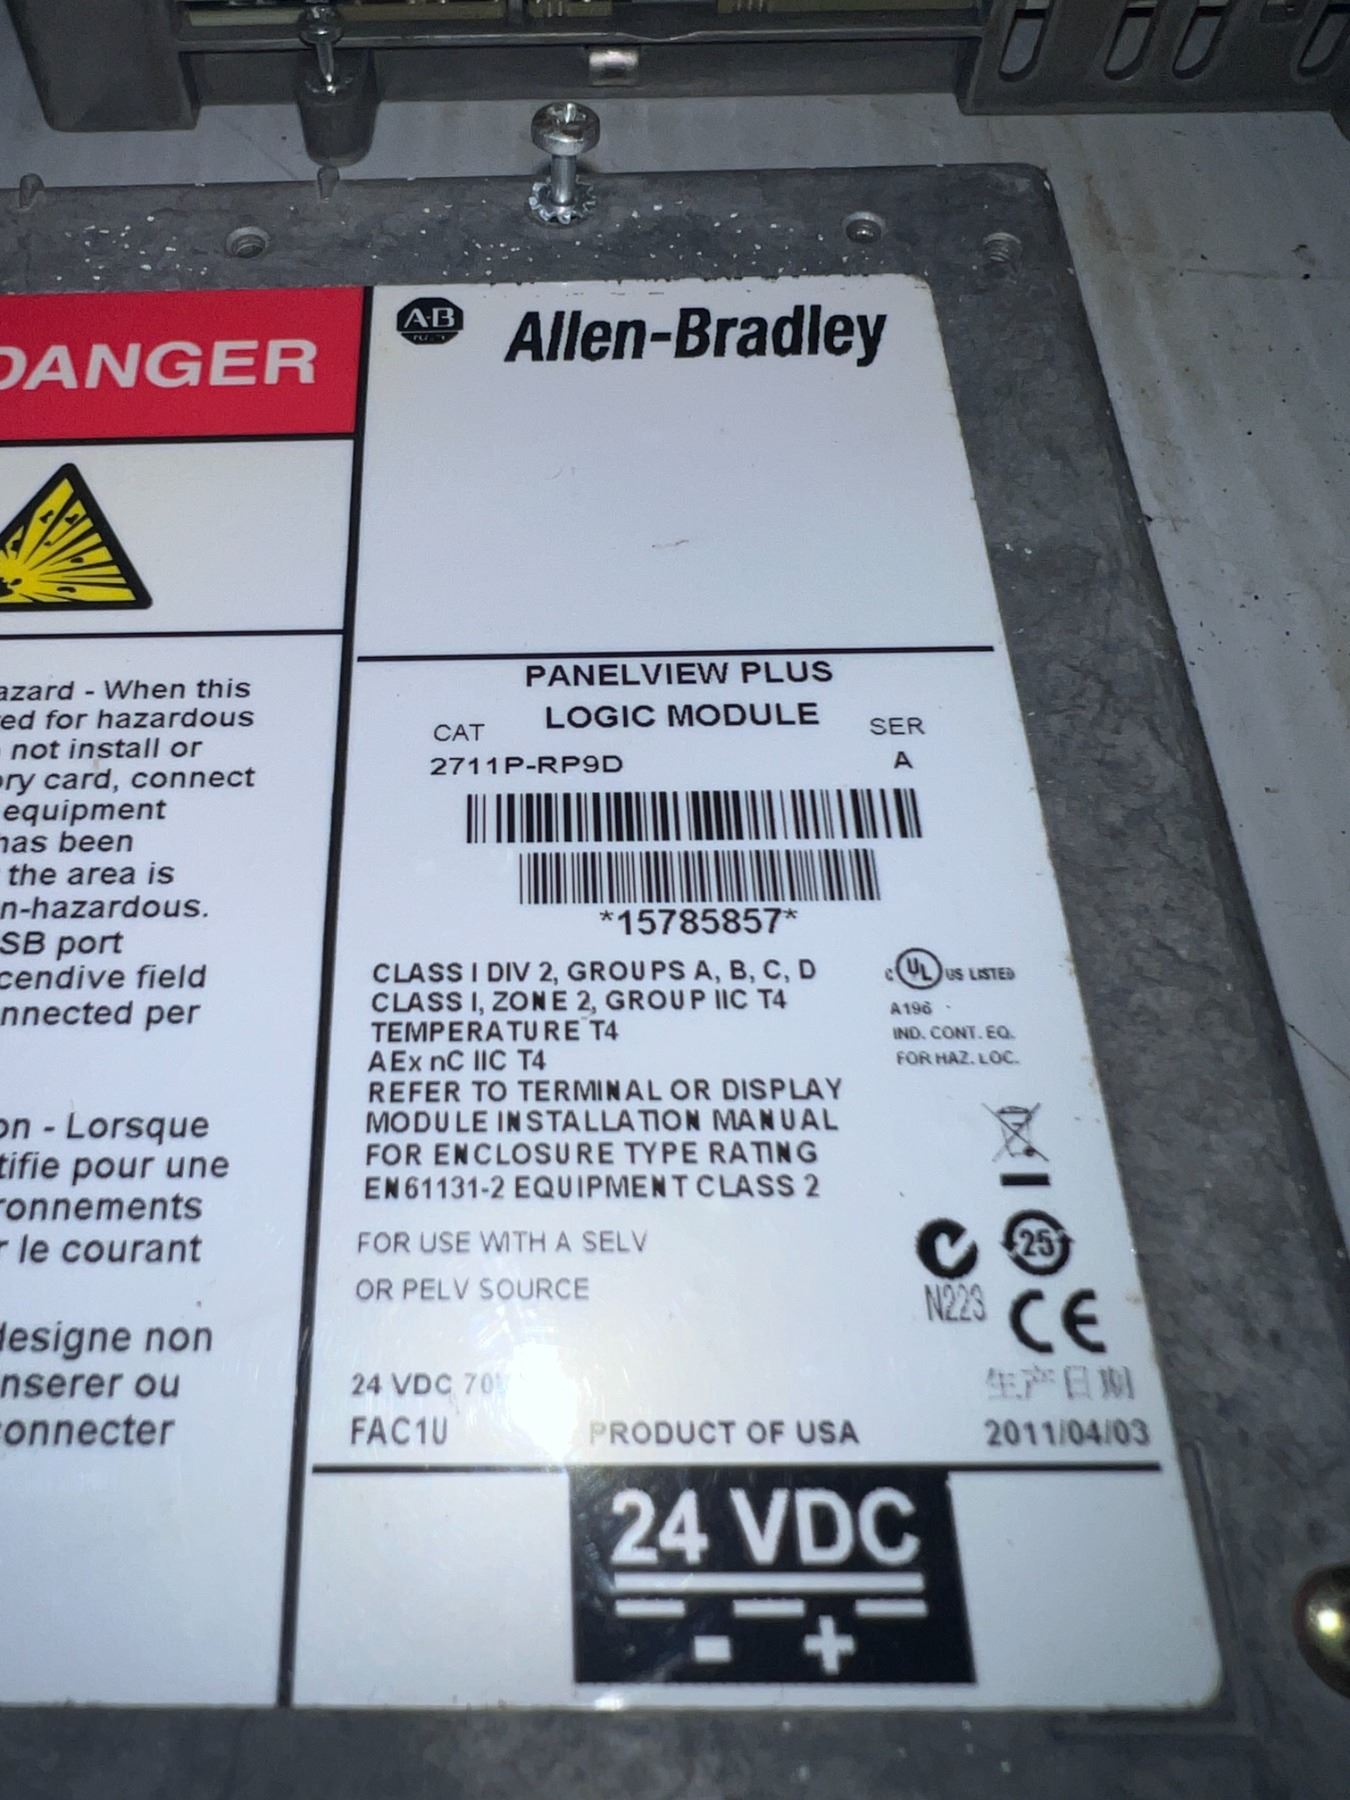 DANGER
azard - When this
ed for hazardous
not install or
ry card, connect
equipment
has been
the area is
n-hazardous.
SB port
cendive field
nnected per
on - Lorsque
tifie pour une
ronnements
r le courant
designe non
nserer ou
connecter
A-B
Allen-Bradley
PANELVIEW PLUS
LOGIC MODULE
CAT SER
2711P-RP9D A
*15785857*
CLASS I DIV 2, GROUPS A, B, C, D
CLASS I, ZONE 2, GROUP IIC T4
TEMPERATURE T4
AEx nC IIC T4
REFER TO TERMINAL OR DISPLAY
MODULE INSTALLATION MANUAL
FOR ENCLOSURE TYPE RATING
EN61131-2 EQUIPMENT CLASS 2
c UL US LISTED
A196
IND. CONT. EQ.
FOR HAZ. LOC.
FOR USE WITH A SELV
OR PELV SOURCE
25
N223
CE
24 VDC 70
生产日期
FAC1U PRODUCT OF USA 2011/04/03
24 VDC
- +